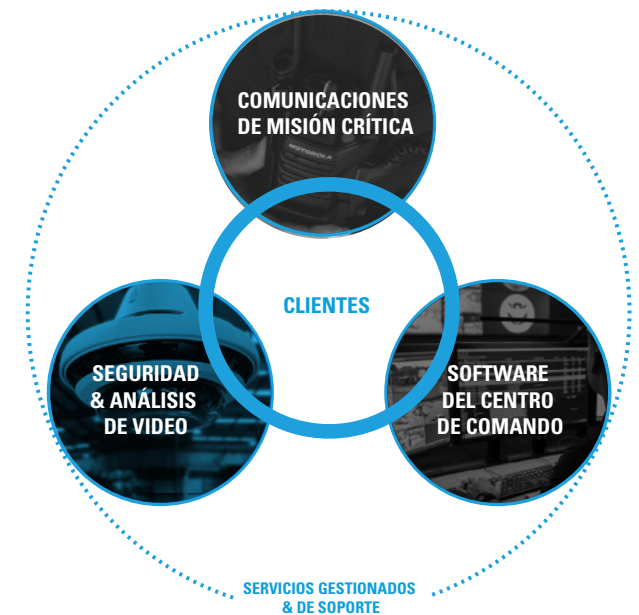 COMUNICACIONES
DE MISIÓN CRÍTICA
MOTOROLA
CLIENTES
SEGURIDAD
& ANÁLISIS
DE VIDEO
SOFTWARE
DEL CENTRO
DE COMANDO
SERVICIOS GESTIONADOS
& DE SOPORTE